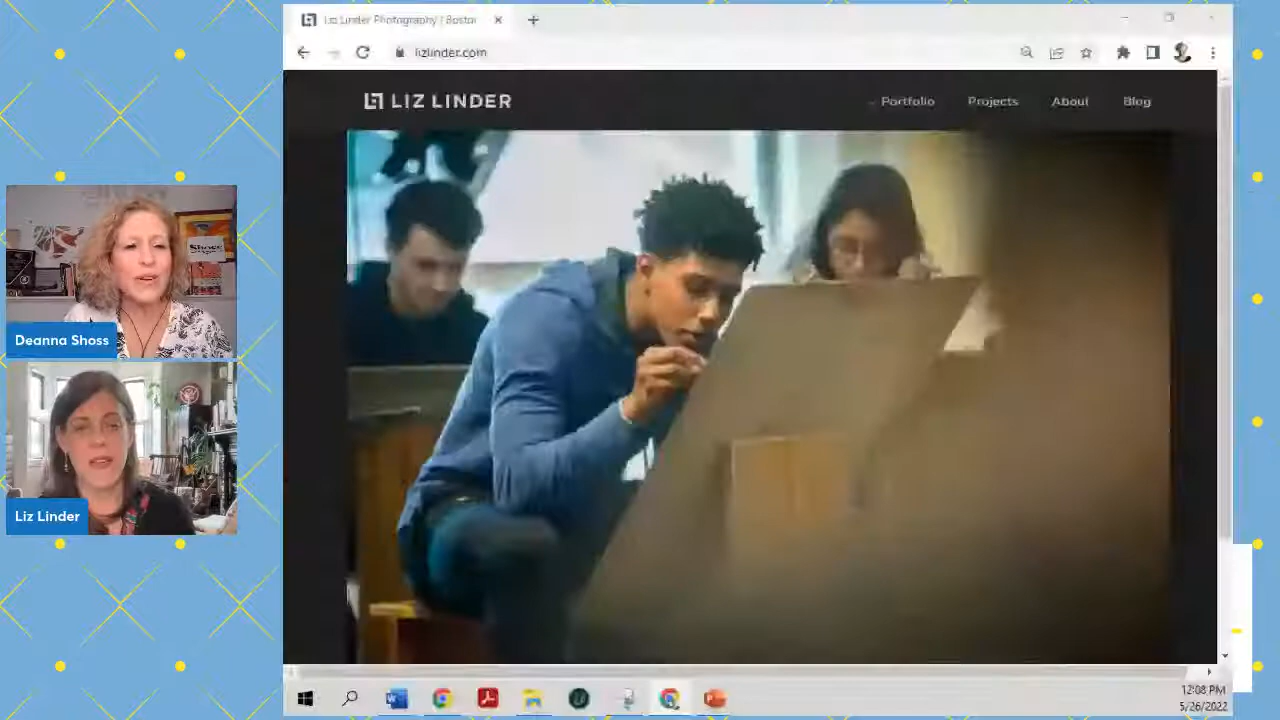 Liz Linder Photography | Bostor
lizlinder.com
LIZ LINDER
Portfolio
Projects
About
Blog
Deanna Shoss
Liz Linder
12:08 PM
5/26/2022